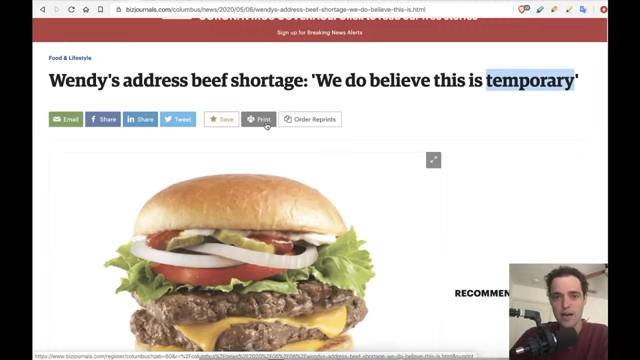 bizjournals.com/columbus/news/2020/05/06/wendys-address-beef-shortage-we-do-believe-this-is.html
Sign up for Breaking News Alerts
Food & Lifestyle
Wendy's address beef shortage: 'We do believe this is temporary'
Email Share Share Tweet Save Print Order Reprints
RECOMMEN